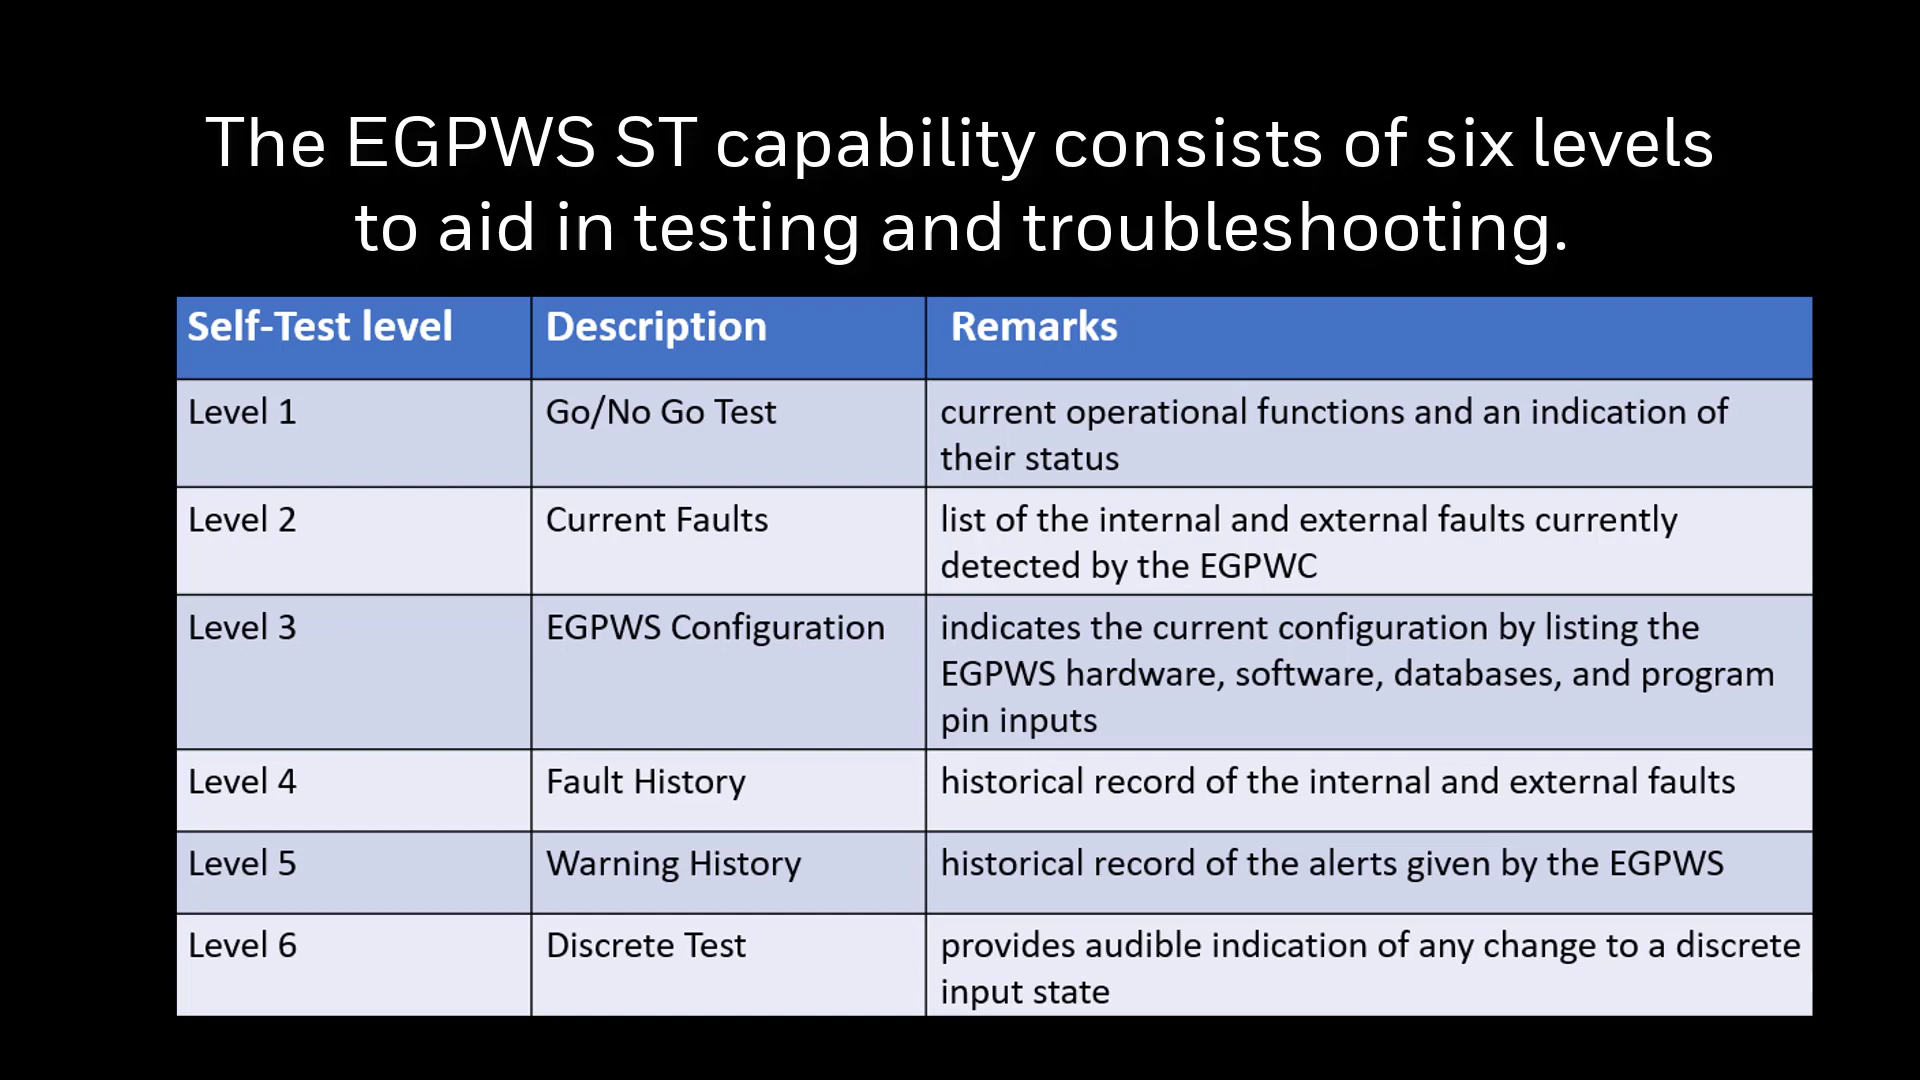 The EGPWS ST capability consists of six levels
to aid in testing and troubleshooting.
Self-Test level Description Remarks
Level 1 Go/No Go Test current operational functions and an indication of
their status
Level 2 Current Faults list of the internal and external faults currently
detected by the EGPWC
Level 3 EGPWS Configuration indicates the current configuration by listing the
EGPWS hardware, software, databases, and program
pin inputs
Level 4 Fault History historical record of the internal and external faults
Level 5 Warning History historical record of the alerts given by the EGPWS
Level 6 Discrete Test provides audible indication of any change to a discrete
input state